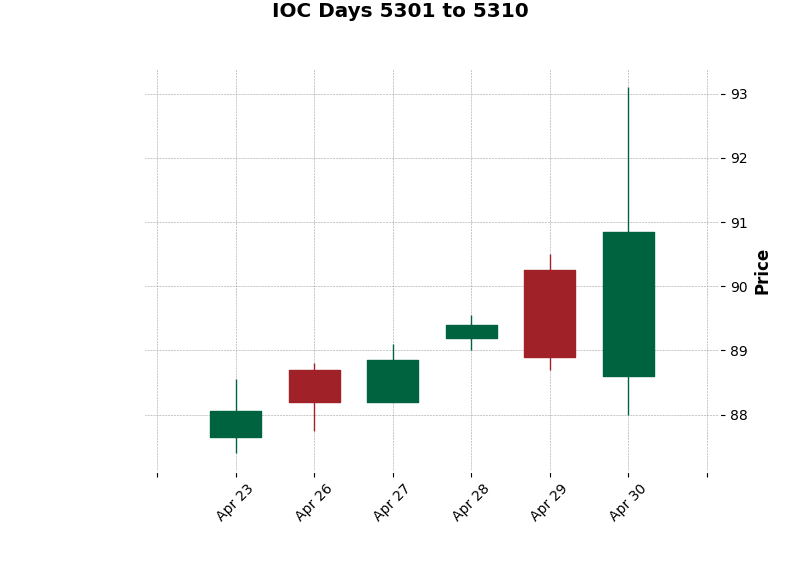 IOC Days 5301 to 5310
93
92
91
90
89
88
Price
Apr 23
Apr 26
Apr 27
Apr 28
Apr 29
Apr 30